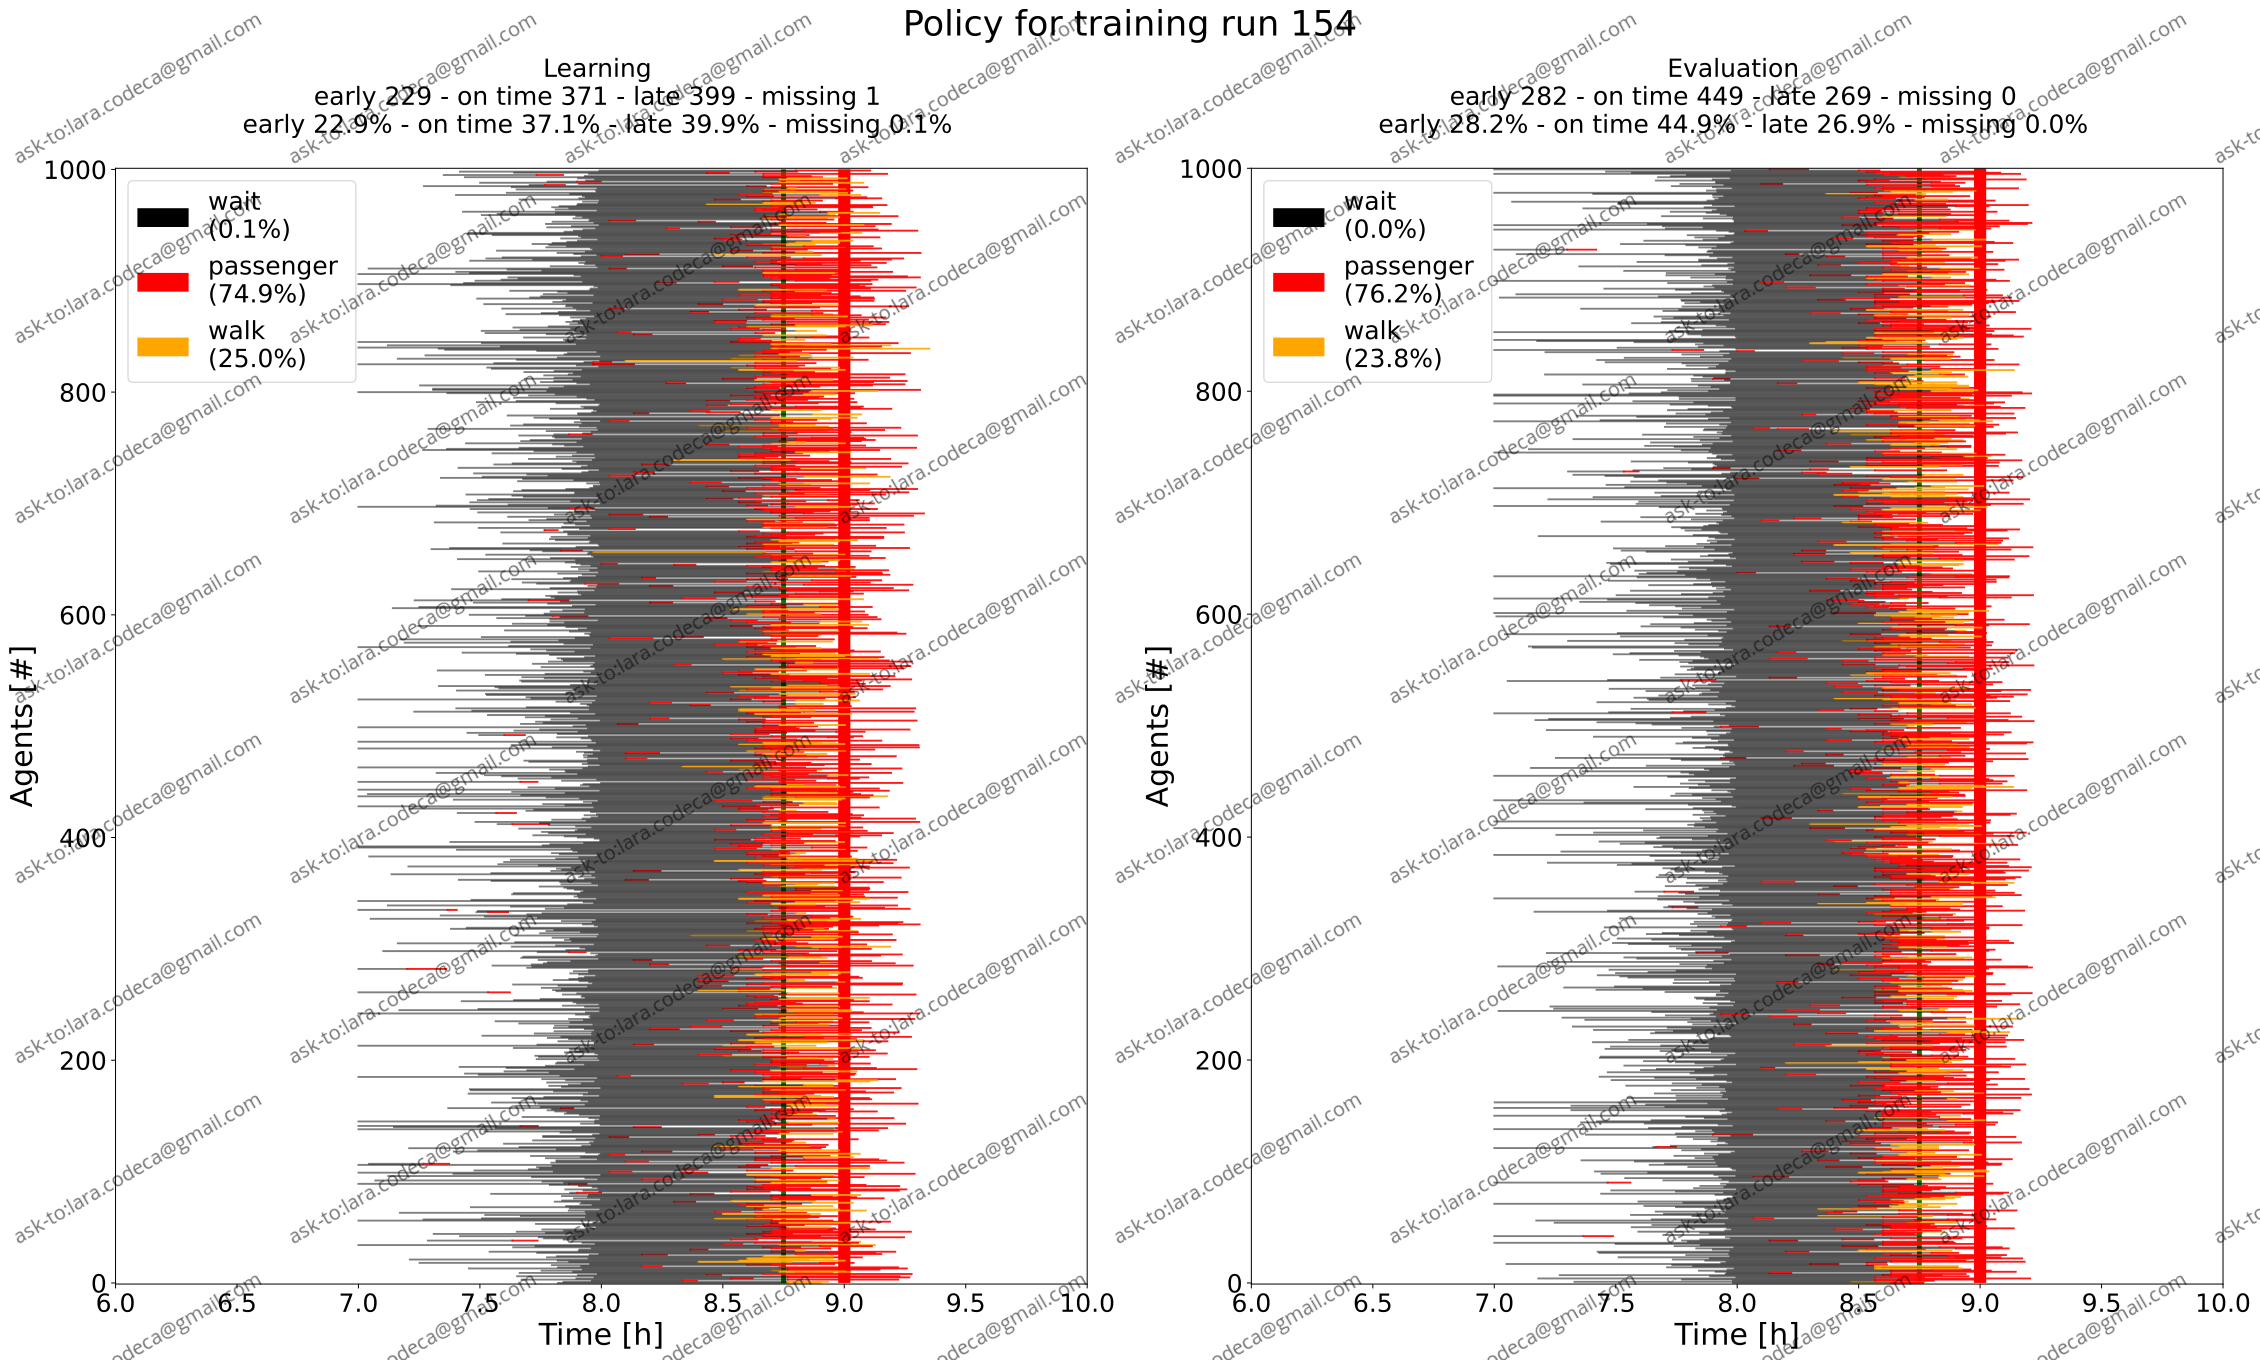 Policy for training run 154
Learning
early 229 - on time 371 - late 399 - missing 1
early 22.9% - on time 37.1% - late 39.9% - missing 0.1%
1000
800
600
400
200
0
Agents [#]
wait
(0.1%)
passenger
(74.9%)
walk
(25.0%)
6.0 6.5 7.0 7.5 8.0 8.5 9.0 9.5 10.0
Time [h]
Evaluation
early 282 - on time 449 - late 269 - missing 0
early 28.2% - on time 44.9% - late 26.9% - missing 0.0%
1000
800
600
400
200
0
Agents [#]
wait
(0.0%)
passenger
(76.2%)
walk
(23.8%)
6.0 6.5 7.0 7.5 8.0 8.5 9.0 9.5 10.0
Time [h]
ask-to:lara.codeca@gmail.com